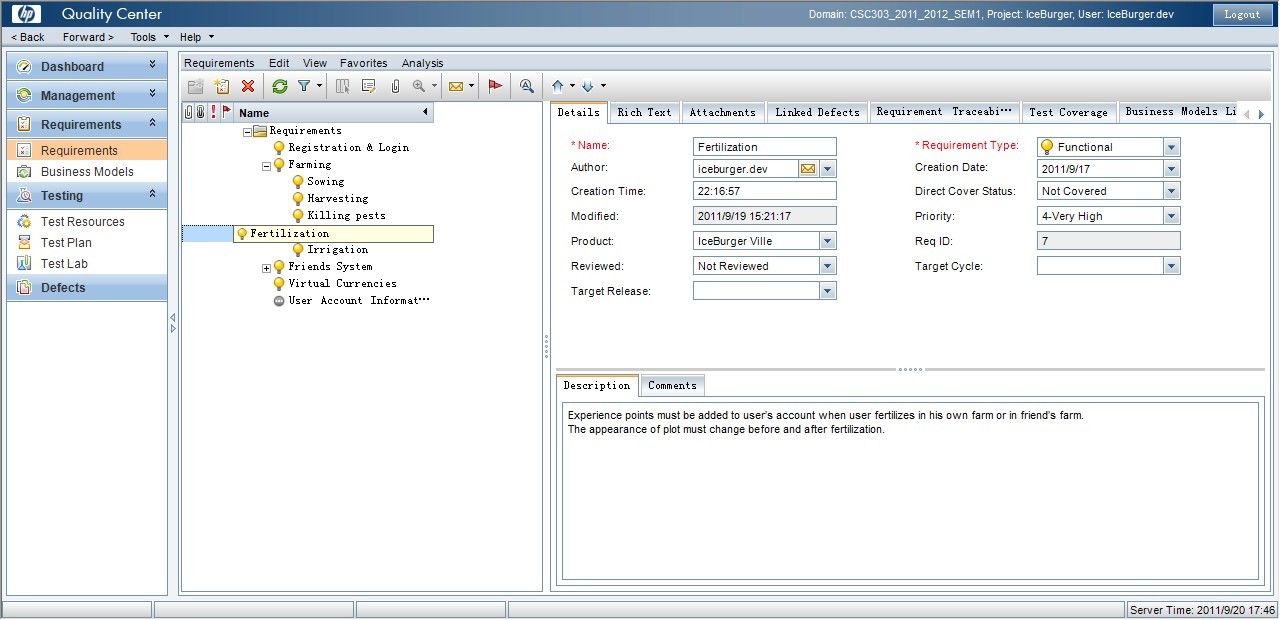 hp Quality Center Domain: CSC303_2011_2012_SEM1, Project: IceBurger, User: IceBurger.dev Logout
< Back Forward > Tools Help
Dashboard
Management
Requirements
Requirements
Business Models
Testing
Test Resources
Test Plan
Test Lab
Defects
Requirements Edit View Favorites Analysis
Name
Requirements
Registration & Login
Farming
Sowing
Harvesting
Killing pests
Fertilization
Irrigation
Friends System
Virtual Currencies
User Account Informat···
Details Rich Text Attachments Linked Defects Requirement Traceabi··· Test Coverage Business Models Li
* Name: Fertilization * Requirement Type: Functional
Author: iceburger.dev Creation Date: 2011/9/17
Creation Time: 22:16:57 Direct Cover Status: Not Covered
Modified: 2011/9/19 15:21:17 Priority: 4-Very High
Product: IceBurger Ville Req ID: 7
Reviewed: Not Reviewed Target Cycle:
Target Release:
Description Comments
Experience points must be added to user's account when user fertilizes in his own farm or in friend's farm.
The appearance of plot must change before and after fertilization.
Server Time: 2011/9/20 17:46